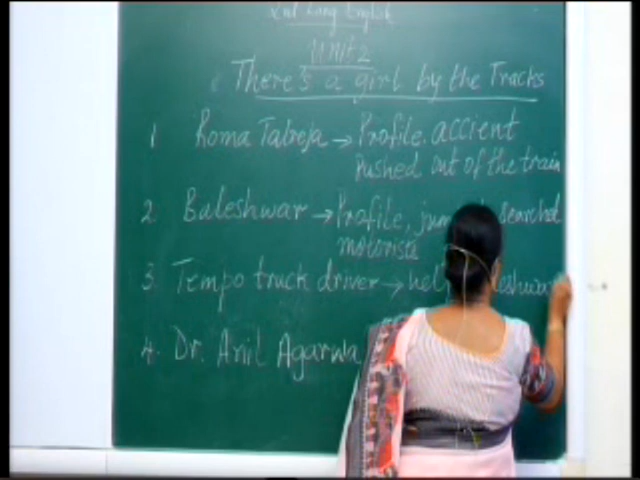 English
UNIT 2
There's a girl by the Tracks
1 Roma Talreja → Profile. accient
Pushed out of the train
2 Baleshwar → Profile, searched
motorists
3 Tempo truck driver →
4. Dr. Anil Agarwa